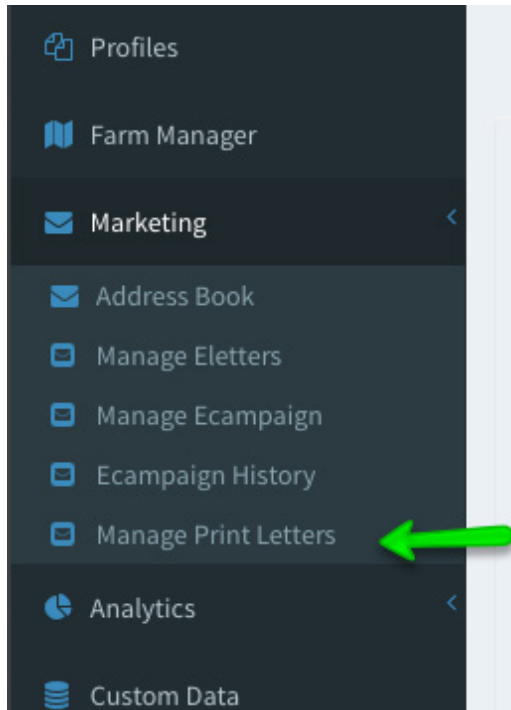 Profiles
Farm Manager
Marketing
Address Book
Manage Eletters
Manage Ecampaign
Ecampaign History
Manage Print Letters
Analytics
Custom Data